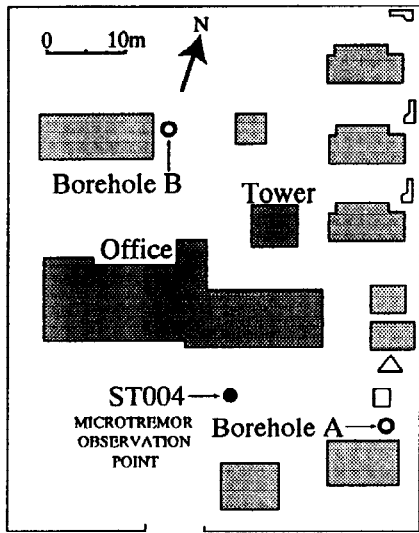 N
0 10m
Borehole B
Tower
Office
ST004
MICROTREMOR
OBSERVATION
POINT
Borehole A